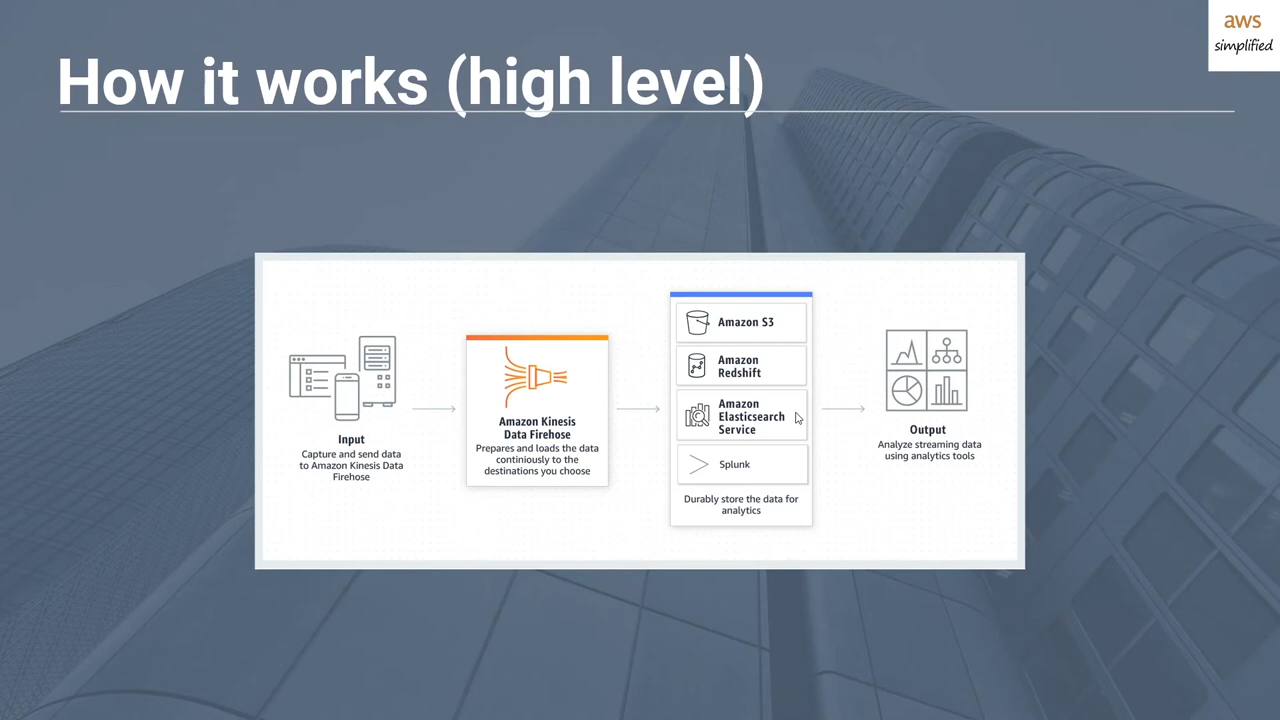 aws
simplified
How it works (high level)
Input
Capture and send data
to Amazon Kinesis Data
Firehose
Amazon Kinesis
Data Firehose
Prepares and loads the data
continiously to the
destinations you choose
Amazon S3
Amazon
Redshift
Amazon
Elasticsearch
Service
Splunk
Durably store the data for
analytics
Output
Analyze streaming data
using analytics tools